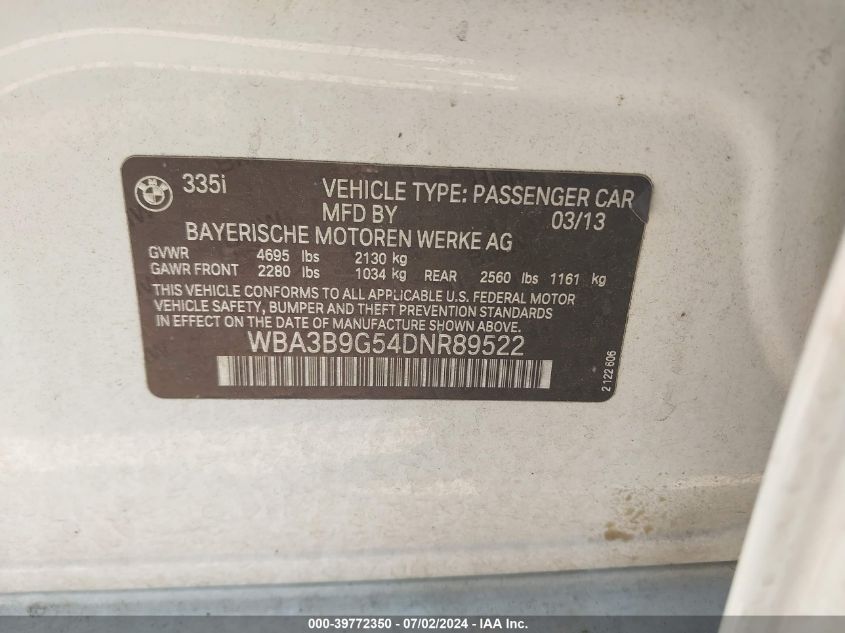 BMW
335i VEHICLE TYPE: PASSENGER CAR
MFD BY 03/13
BAYERISCHE MOTOREN WERKE AG
GVWR 4695 lbs 2130 kg
GAWR FRONT 2280 lbs 1034 kg REAR 2560 lbs 1161 kg
THIS VEHICLE CONFORMS TO ALL APPLICABLE U.S. FEDERAL MOTOR
VEHICLE SAFETY, BUMPER AND THEFT PREVENTION STANDARDS
IN EFFECT ON THE DATE OF MANUFACTURE SHOWN ABOVE.
WBA3B9G54DNR89522
2 122 606
000-39772350 - 07/02/2024 - IAA Inc.